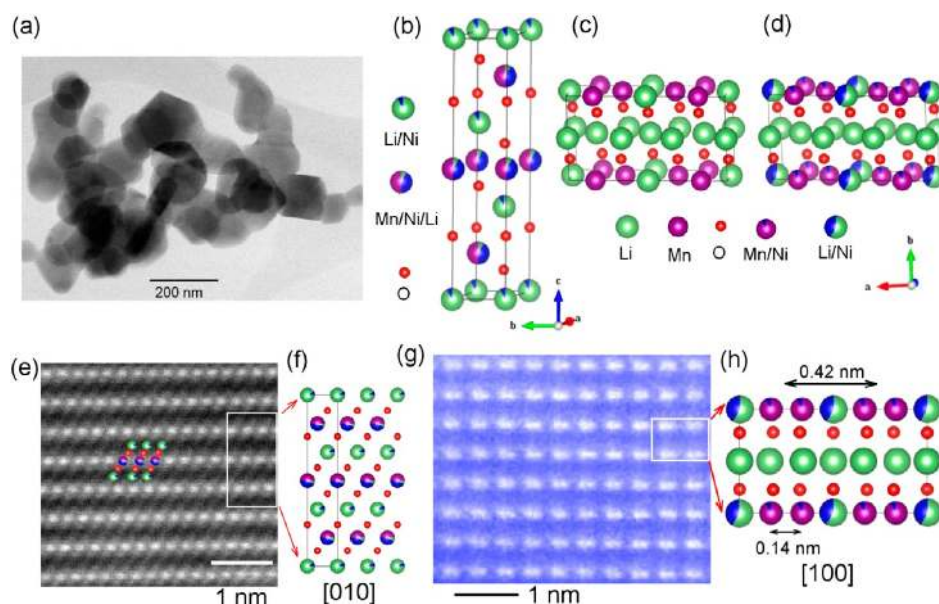 (a)
200 nm
(b)
Li/Ni
Mn/Ni/Li
O
c
b
a
(c)
(d)
Li
Mn
O
Mn/Ni
Li/Ni
b
a
(e)
1 nm
(f)
[010]
(g)
1 nm
(h)
0.42 nm
0.14 nm
[100]